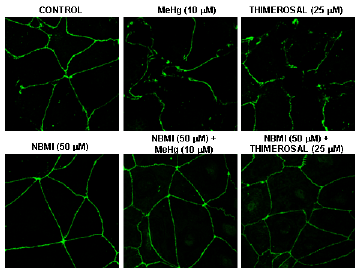 CONTROL
MeHg (10 µM)
THIMEROSAL (25 µM)
NBMI (50 µM)
NBMI (50 µM) +
MeHg (10 µM)
NBMI (50 µM) +
THIMEROSAL (25 µM)